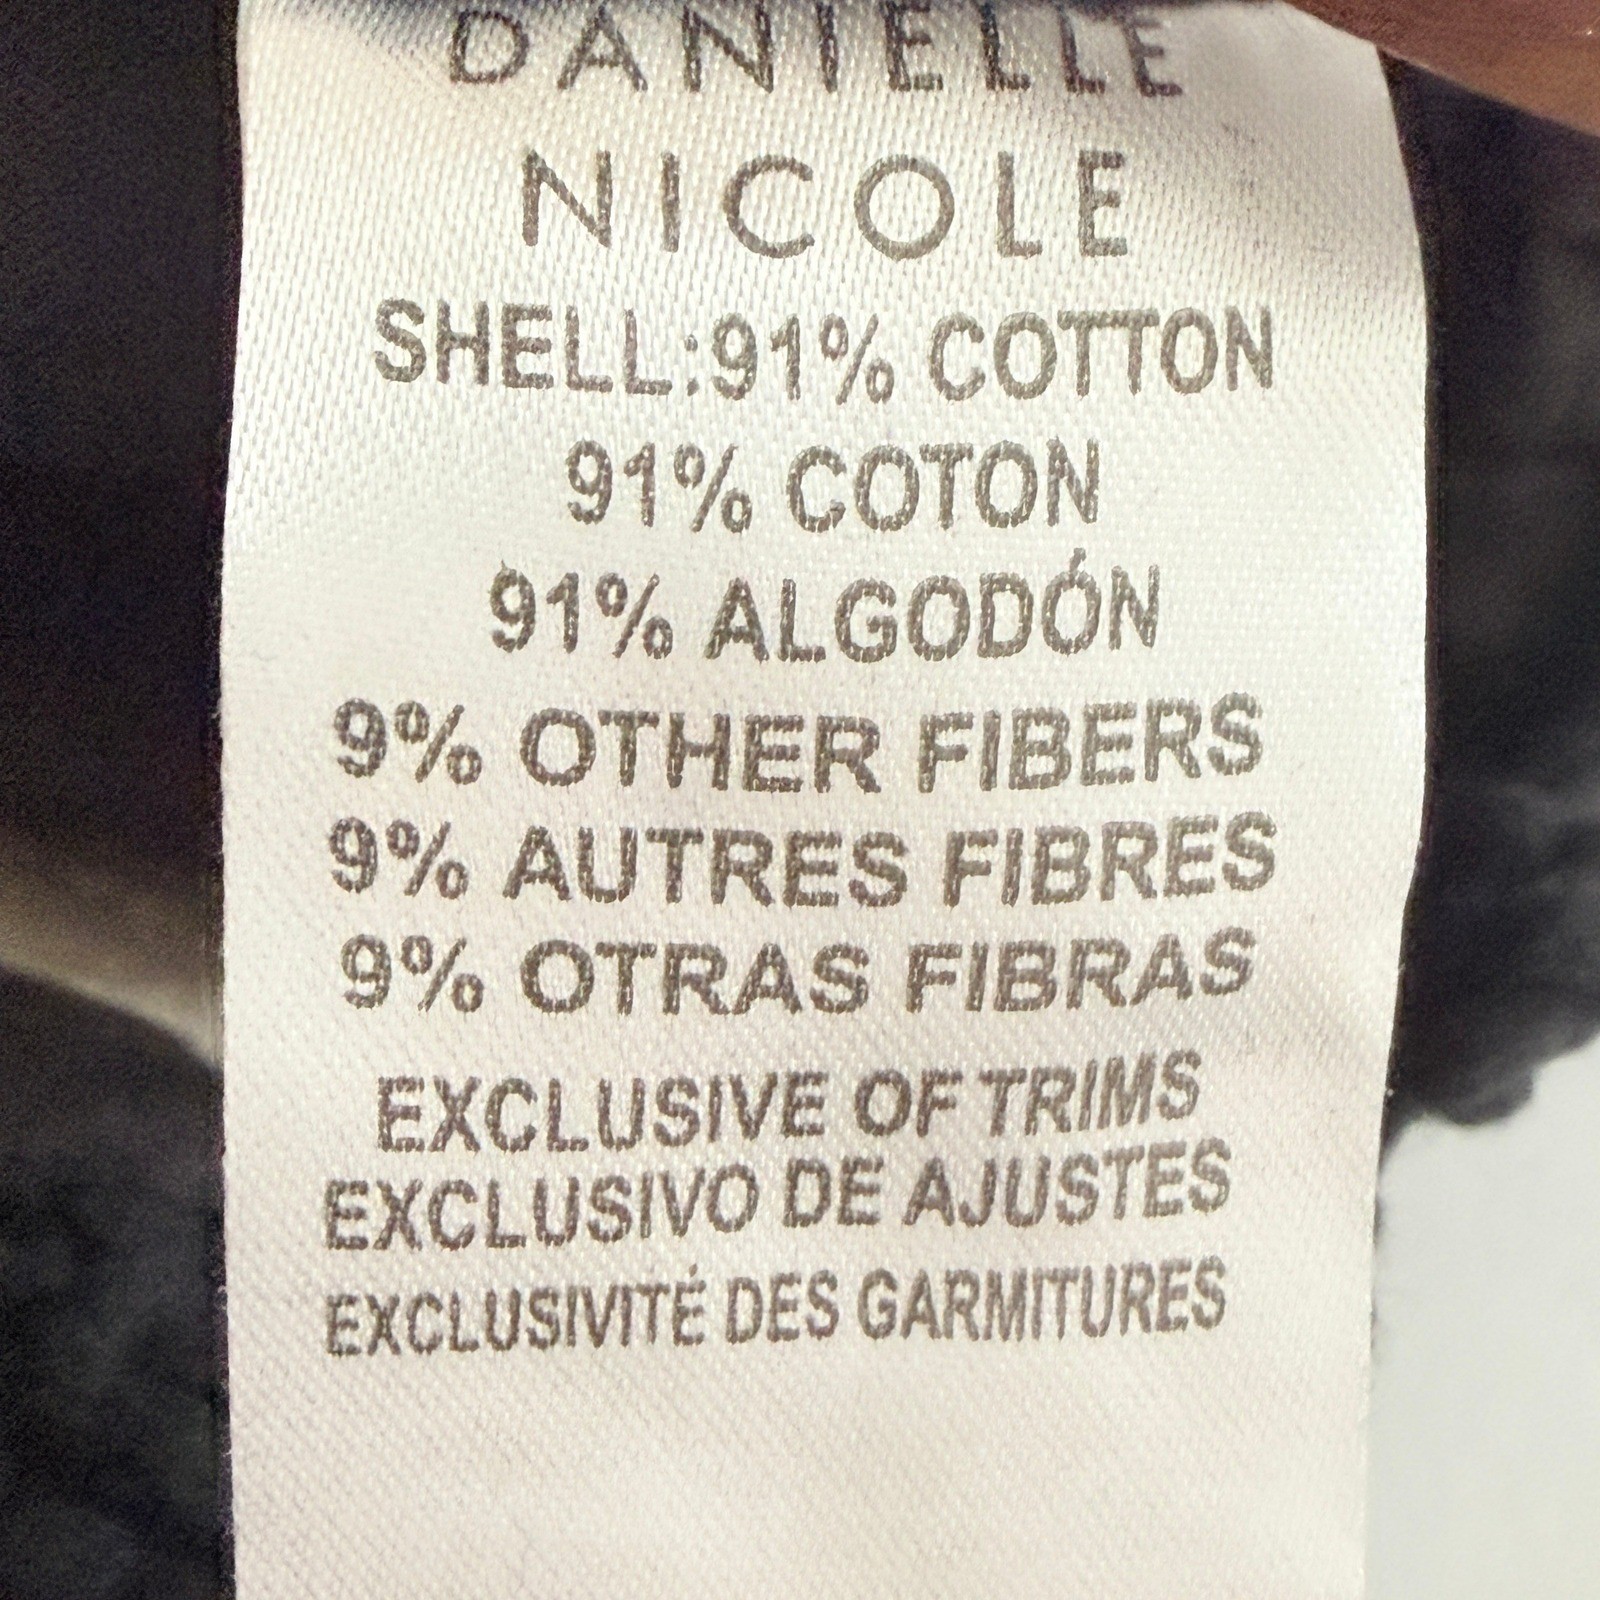 DANIELLE
NICOLE
SHELL:91% COTTON
91% COTON
91% ALGODÓN
9% OTHER FIBERS
9% AUTRES FIBRES
9% OTRAS FIBRAS
EXCLUSIVE OF TRIMS
EXCLUSIVO DE AJUSTES
EXCLUSIVITÉ DES GARMITURES